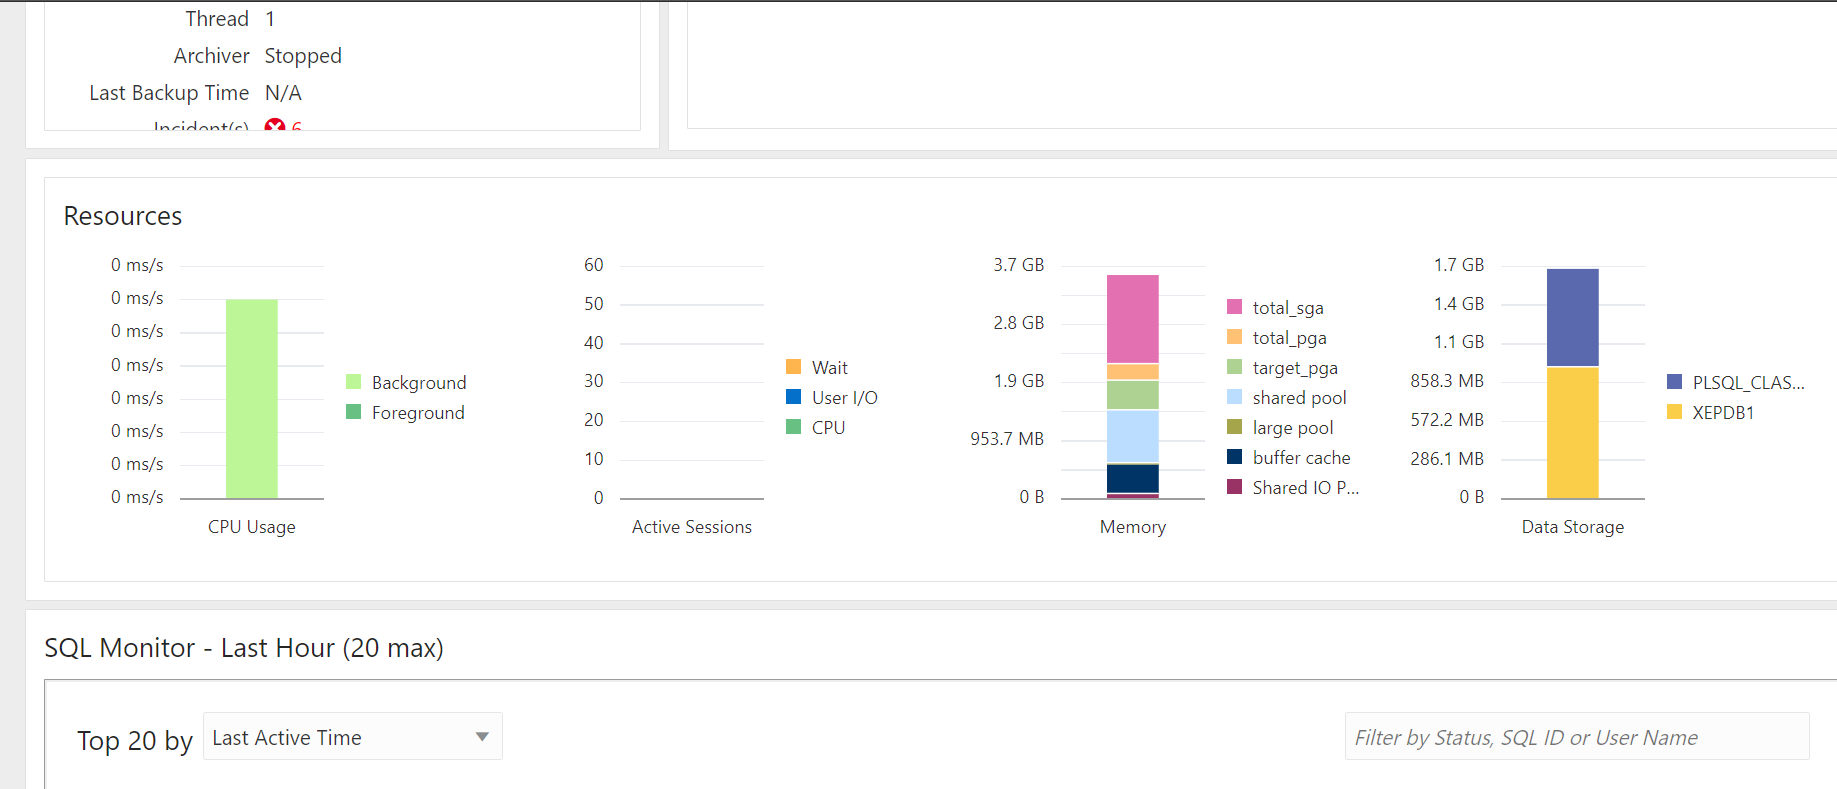 Thread 1
Archiver Stopped
Last Backup Time N/A
Incident(s) 6
Resources
0 ms/s
0 ms/s
0 ms/s
0 ms/s
0 ms/s
0 ms/s
0 ms/s
0 ms/s
CPU Usage
Background
Foreground
60
50
40
30
20
10
0
Active Sessions
Wait
User I/O
CPU
3.7 GB
2.8 GB
1.9 GB
953.7 MB
0 B
Memory
total_sga
total_pga
target_pga
shared pool
large pool
buffer cache
Shared IO P...
1.7 GB
1.4 GB
1.1 GB
858.3 MB
572.2 MB
286.1 MB
0 B
Data Storage
PLSQL_CLAS...
XEPDB1
SQL Monitor - Last Hour (20 max)
Top 20 by Last Active Time
Filter by Status, SQL ID or User Name